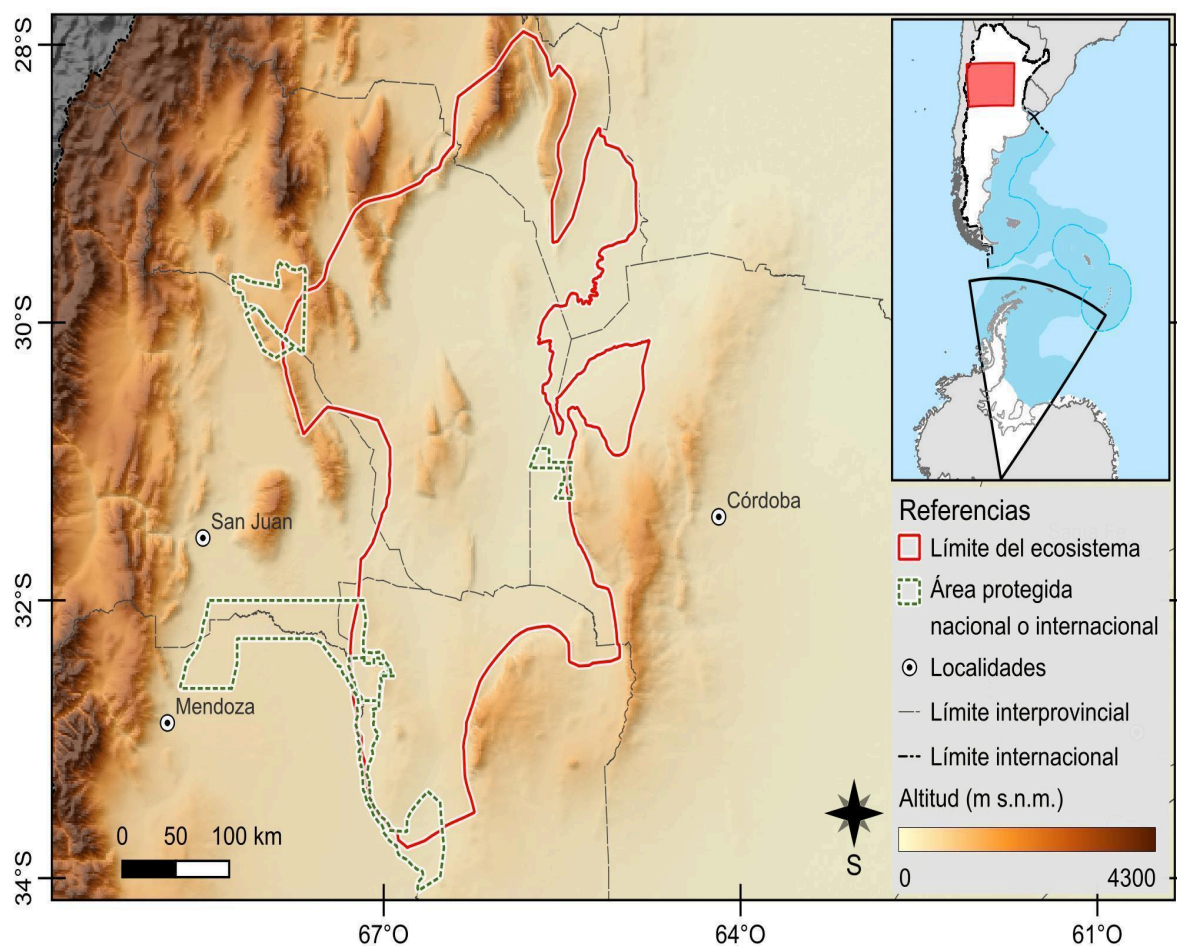 28°S
30°S
32°S
34°S
San Juan
Córdoba
Mendoza
0 50 100 km
S
67°O
64°O
61°O
Referencias
Límite del ecosistema
Área protegida
nacional o internacional
Localidades
Límite interprovincial
Límite internacional
Altitud (m s.n.m.)
0 4300